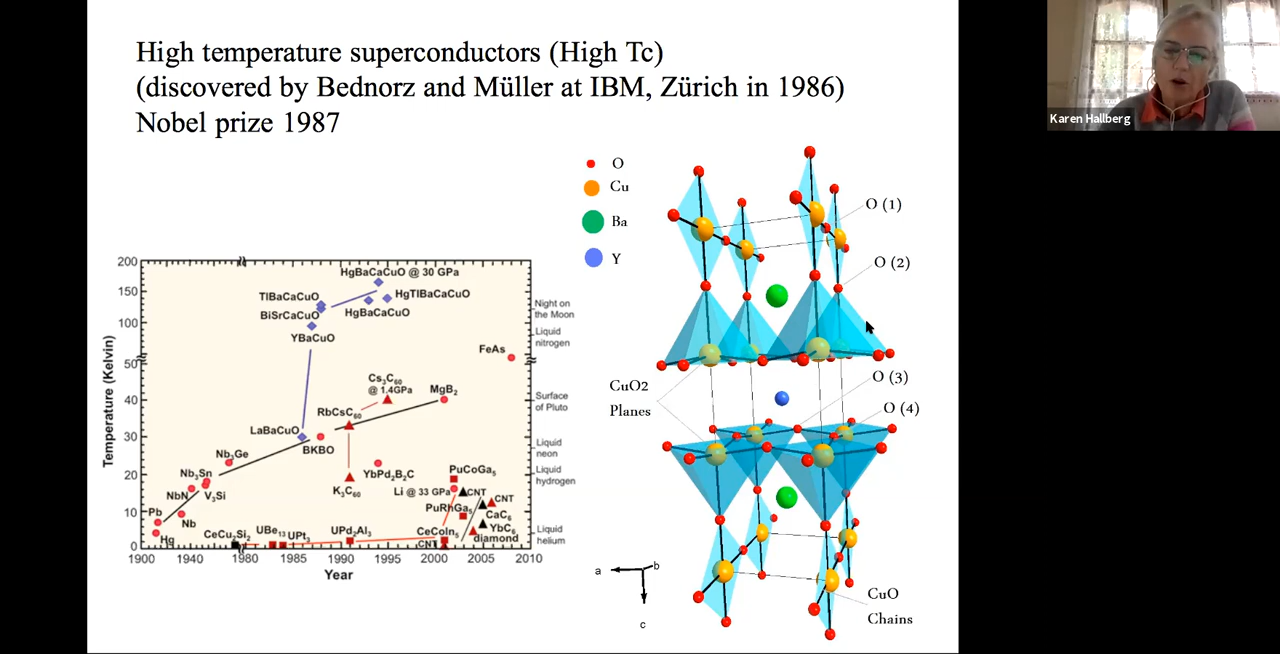 High temperature superconductors (High Tc)
(discovered by Bednorz and Müller at IBM, Zürich in 1986)
Nobel prize 1987
Karen Hallberg
O
Cu
Ba
Y
O (1)
O (2)
CuO2
Planes
O (3)
O (4)
CuO
Chains
a
b
c
Temperature (Kelvin)
200
150
100
50
40
30
20
10
0
1900
1940
1980
1985
1990
1995
2000
2005
2010
Year
HgBaCaCuO @ 30 GPa
TlBaCaCuO
HgTlBaCaCuO
BiSrCaCuO
HgBaCaCuO
YBaCuO
FeAs
Cs₃C₆₀
@ 1.4GPa
MgB₂
RbCsC₆₀
LaBaCuO
BKBO
Nb₃Ge
Nb₃Sn
K₃C₆₀
YbPd₂B₂C
PuCoGa₅
NbN
V₃Si
Li @ 33 GPa
CNT
CNT
Pb
Nb
PuRhGa₅
CaC₆
Hg
CeCu₂Si₂
UBe₁₃
UPt₃
UPd₂Al₃
CeCoIn₅
YbC₆
CNT
diamond
Night on
the Moon
Liquid
nitrogen
Surface
of Pluto
Liquid
neon
Liquid
hydrogen
Liquid
helium